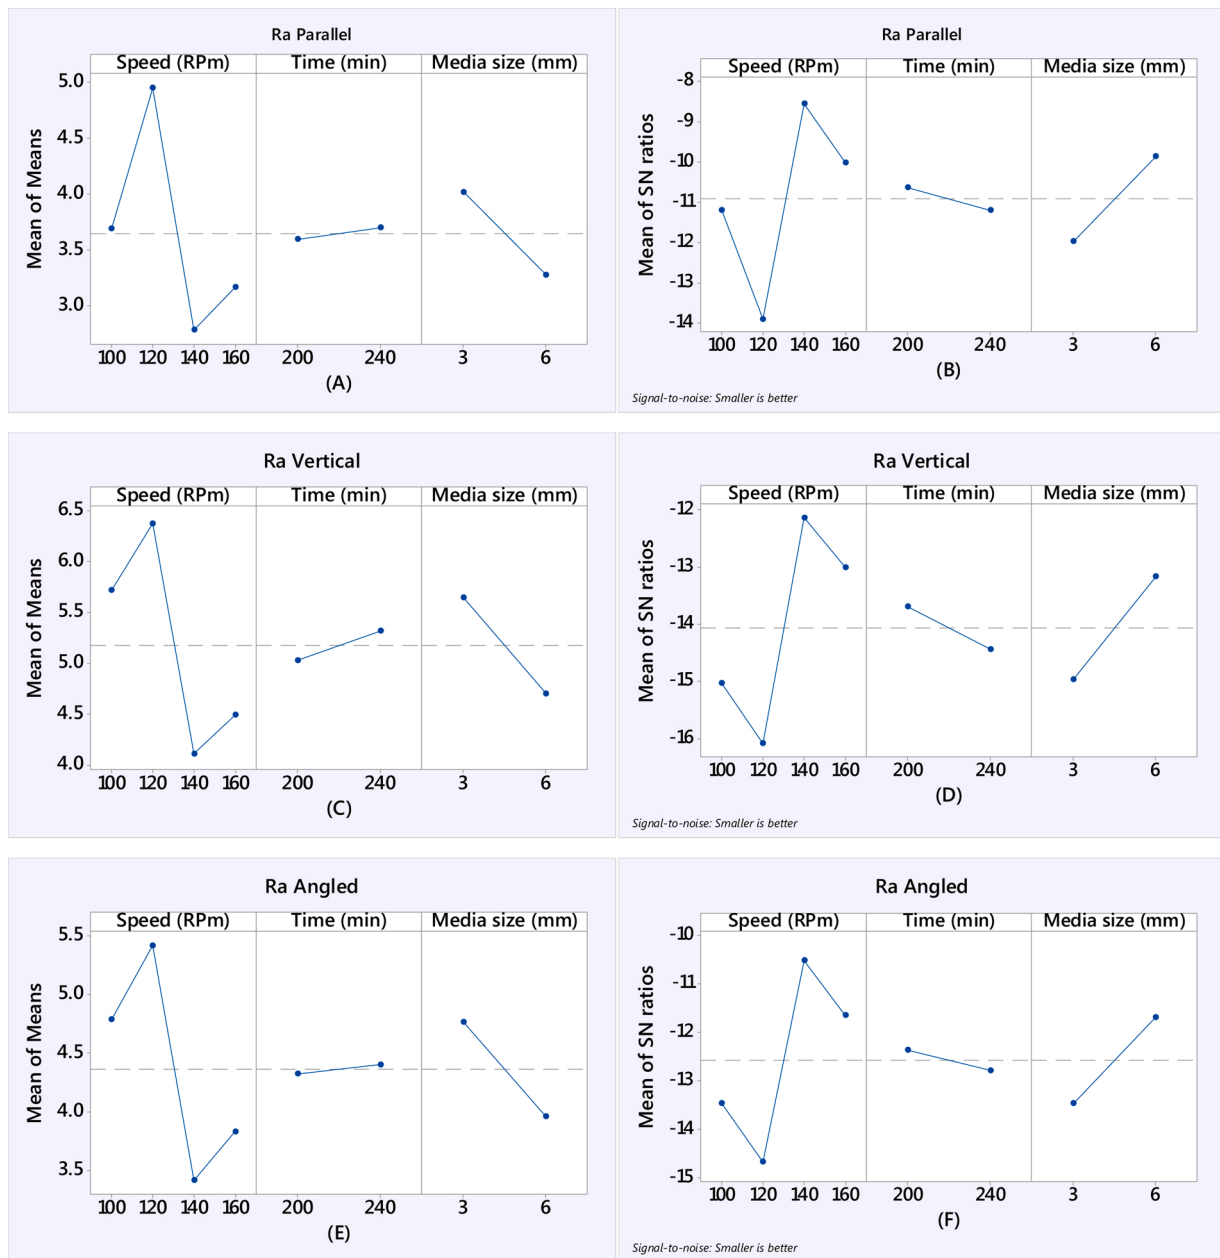 Ra Parallel
Speed (RPm) Time (min) Media size (mm)
Mean of Means
5.0
4.5
4.0
3.5
3.0
100 120 140 160 200 240 3 6
(A)
Ra Parallel
Speed (RPm) Time (min) Media size (mm)
Mean of SN ratios
-8
-9
-10
-11
-12
-13
-14
100 120 140 160 200 240 3 6
(B)
Signal-to-noise: Smaller is better
Ra Vertical
Speed (RPm) Time (min) Media size (mm)
Mean of Means
6.5
6.0
5.5
5.0
4.5
4.0
100 120 140 160 200 240 3 6
(C)
Ra Vertical
Speed (RPm) Time (min) Media size (mm)
Mean of SN ratios
-12
-13
-14
-15
-16
100 120 140 160 200 240 3 6
(D)
Signal-to-noise: Smaller is better
Ra Angled
Speed (RPm) Time (min) Media size (mm)
Mean of Means
5.5
5.0
4.5
4.0
3.5
100 120 140 160 200 240 3 6
(E)
Ra Angled
Speed (RPm) Time (min) Media size (mm)
Mean of SN ratios
-10
-11
-12
-13
-14
-15
100 120 140 160 200 240 3 6
(F)
Signal-to-noise: Smaller is better